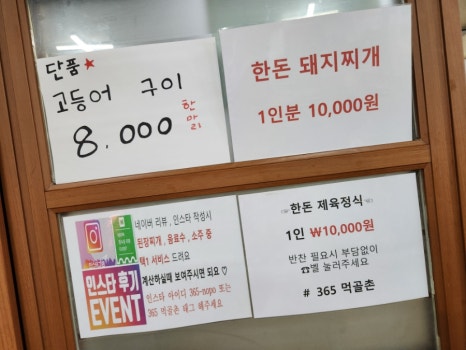 단품★
고등어 구이
8,000 한마리
한돈 돼지찌개
1인분 10,000원
네이버 리뷰, 인스타 작성시
된장찌개, 음료수, 소주 중
택1 서비스 드려요
계산하실때 보여주시면 되요 ♡
인스타 아이디 365-nopo 또는
365 먹골촌 태그 해주세요.
인스타 후기
EVENT
한돈 제육정식
1인 ₩10,000원
반찬 필요시 부담없이
☎벨 눌러주세요
# 365 먹골촌